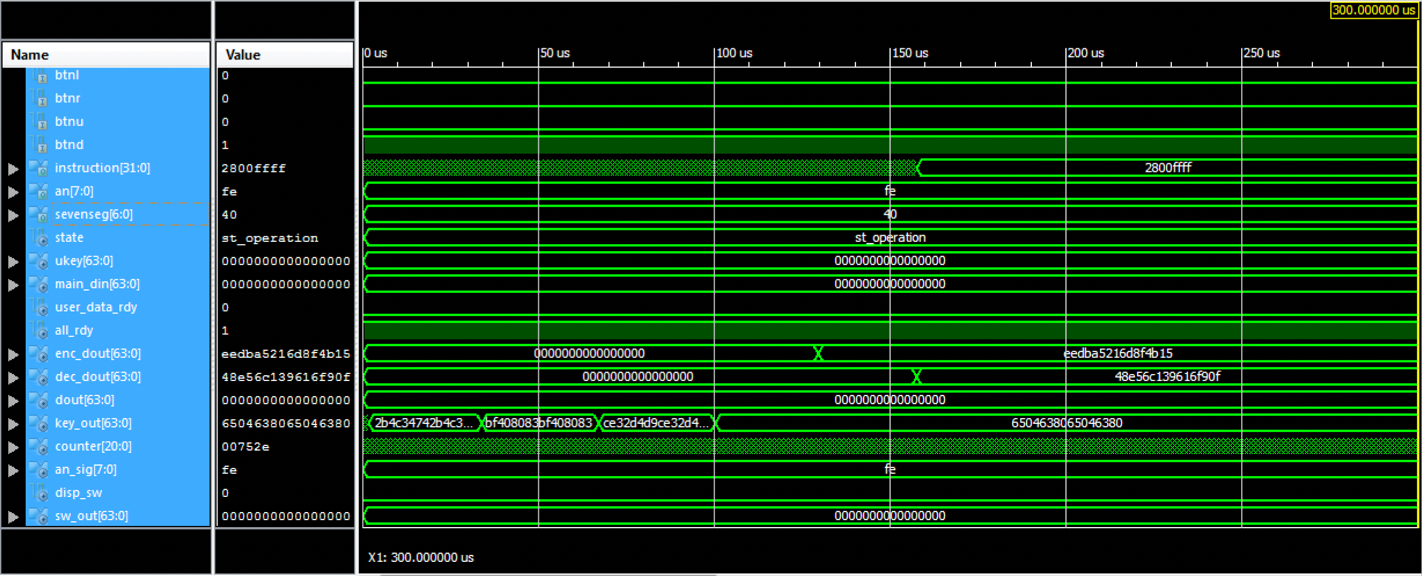 300.000000 us
Name Value 0 us 50 us 100 us 150 us 200 us 250 us
btnl 0
btnr 0
btnu 0
btnd 1
instruction[31:0] 2800ffff 2800ffff
an[7:0] fe fe
sevenseg[6:0] 40 40
state st_operation st_operation
ukey[63:0] 0000000000000000 0000000000000000
main_din[63:0] 0000000000000000 0000000000000000
user_data_rdy 0
all_rdy 1
enc_dout[63:0] eedba5216d8f4b15 0000000000000000 eedba5216d8f4b15
dec_dout[63:0] 48e56c139616f90f 0000000000000000 48e56c139616f90f
dout[63:0] 0000000000000000 0000000000000000
key_out[63:0] 6504638065046380 2b4c34742b4c3... bf408083bf408083 ce32d4d9ce32d4... 6504638065046380
counter[20:0] 00752e
an_sig[7:0] fe fe
disp_sw 0
sw_out[63:0] 0000000000000000 0000000000000000
X1: 300.000000 us